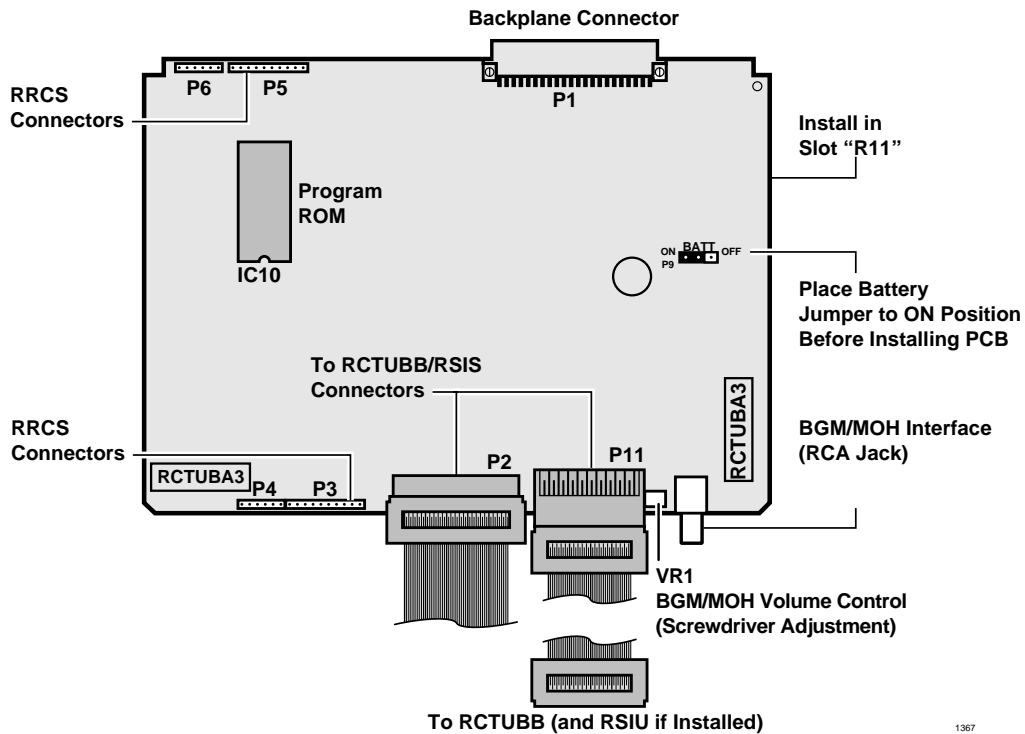 Backplane Connector
P6
P5
P1
RRCS
Connectors
Install in
Slot “R11”
Program
ROM
IC10
ON BATT OFF
P9
Place Battery
Jumper to ON Position
Before Installing PCB
To RCTUBB/RSIS
Connectors
RCTUBA3
BGM/MOH Interface
(RCA Jack)
RRCS
Connectors
RCTUBA3
P4
P3
P2
P11
VR1
BGM/MOH Volume Control
(Screwdriver Adjustment)
To RCTUBB (and RSIU if Installed)
1367